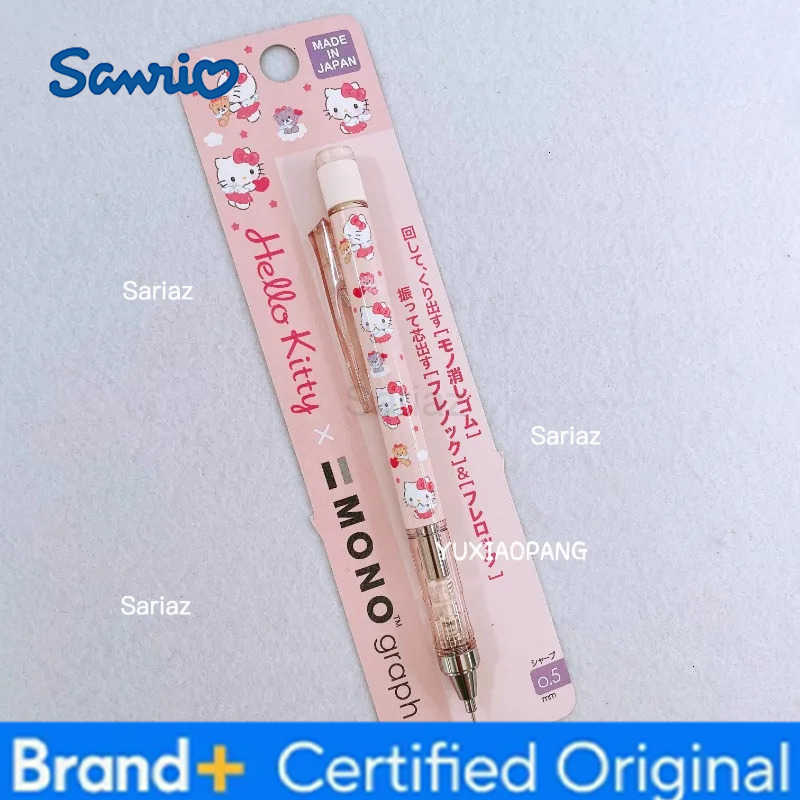 Sanrio
MADE
IN
JAPAN
Hello Kitty
×
MONO™ graph
回して、くり出す[モノ消しゴム]
振って芯出す[フレノック]&[フレロック]
Sariaz
Sariaz
Sariaz
Sariaz
YUXIAOPANG
シャープ
0.5
mm
Brand+ Certified Original